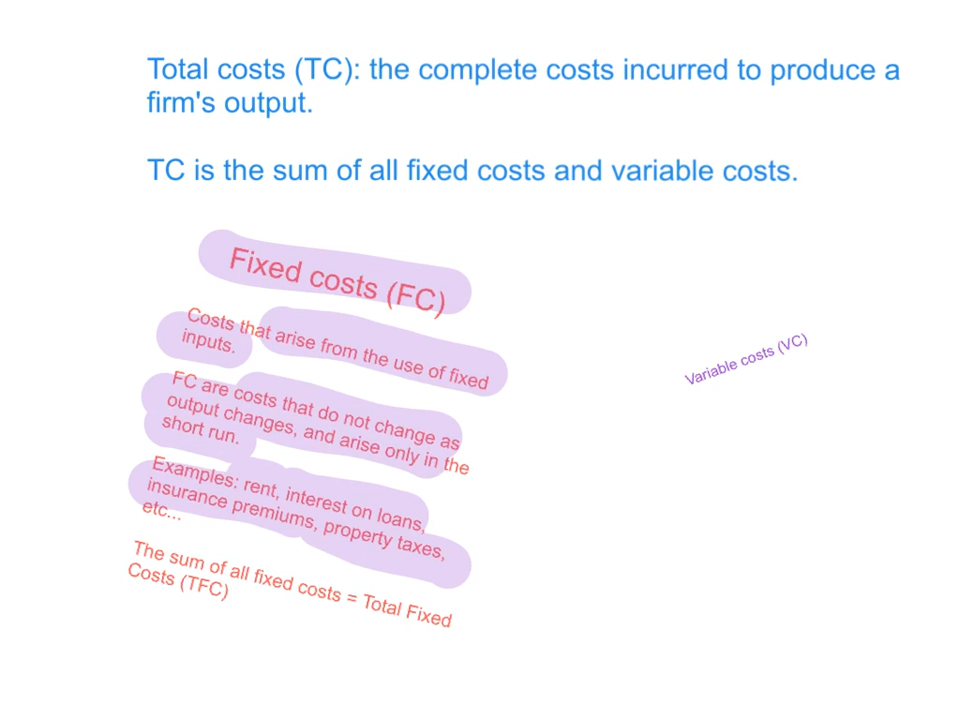 Total costs (TC): the complete costs incurred to produce a
firm's output.
TC is the sum of all fixed costs and variable costs.
Fixed costs (FC)
Costs that arise from the use of fixed
inputs.
FC are costs that do not change as
output changes, and arise only in the
short run.
Examples: rent, interest on loans,
insurance premiums, property taxes,
etc...
The sum of all fixed costs = Total Fixed
Costs (TFC)
Variable costs (VC)